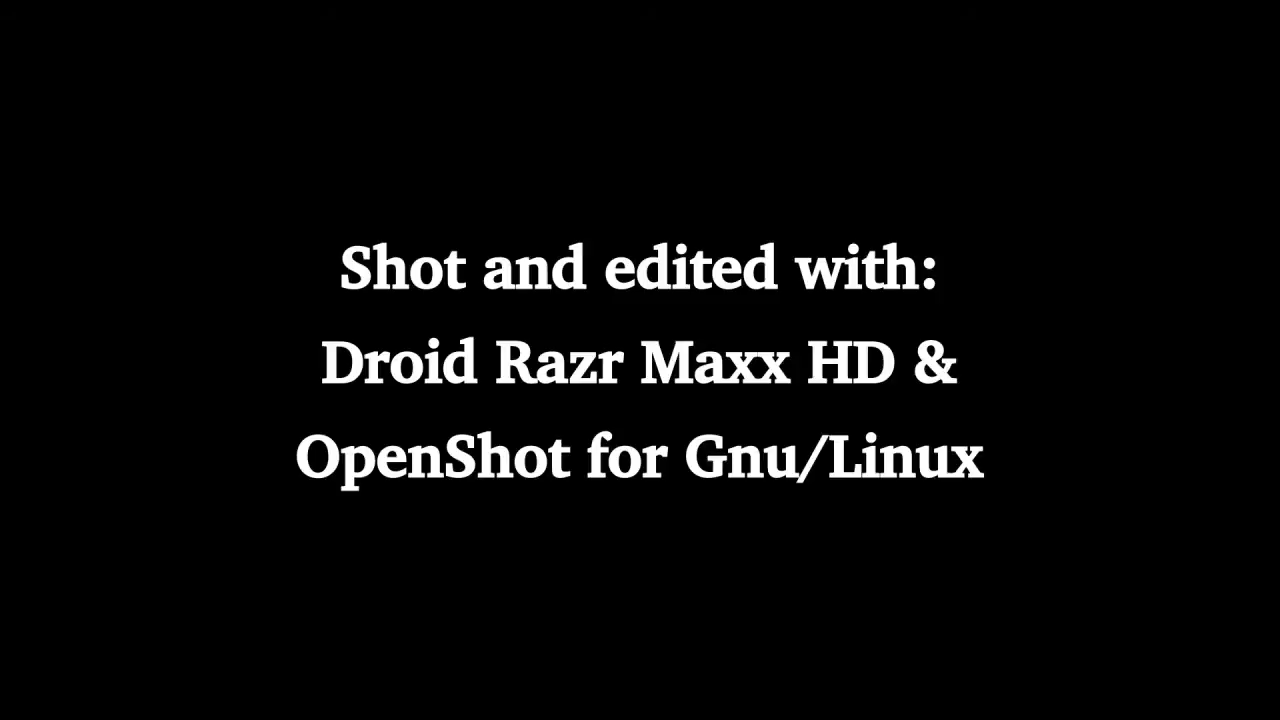 Shot and edited with:
Droid Razr Maxx HD &
OpenShot for Gnu/Linux